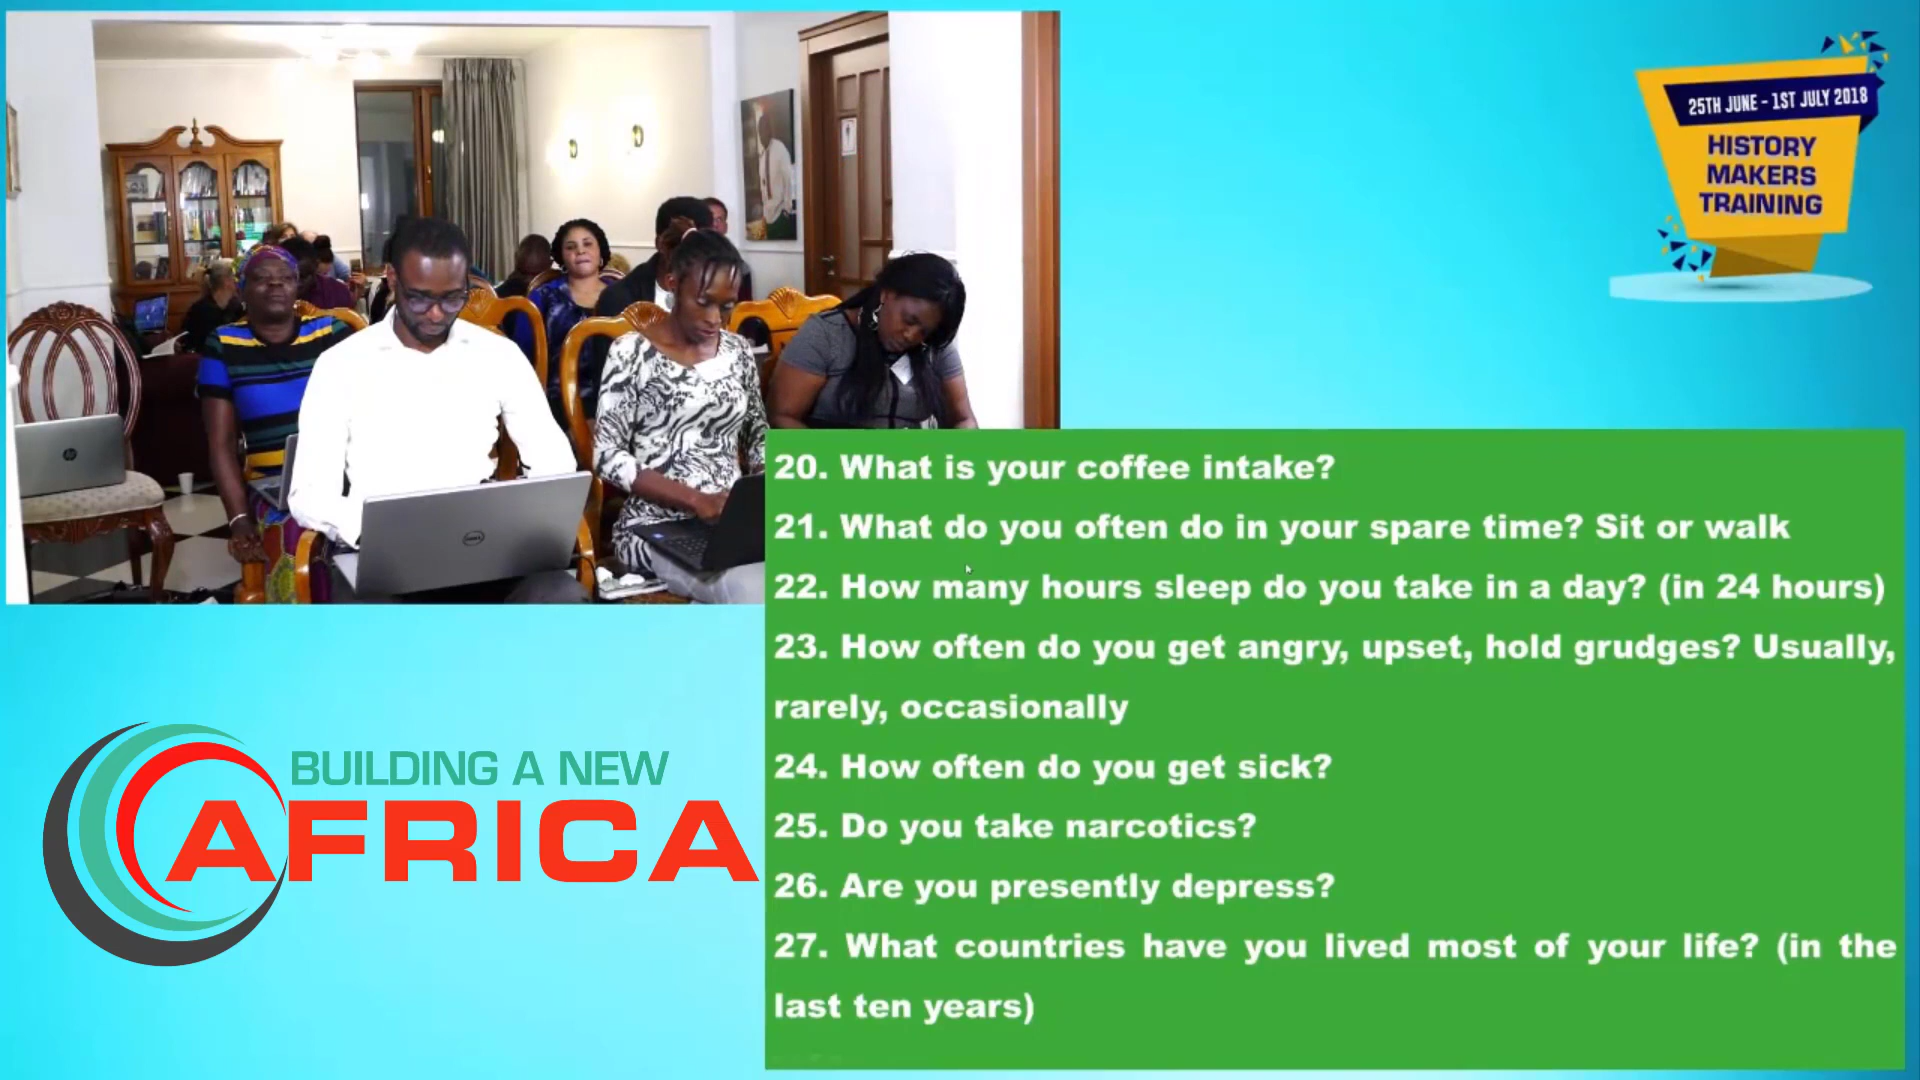 25TH JUNE - 1ST JULY 2018
HISTORY
MAKERS
TRAINING
20. What is your coffee intake?
21. What do you often do in your spare time? Sit or walk
22. How many hours sleep do you take in a day? (in 24 hours)
23. How often do you get angry, upset, hold grudges? Usually,
rarely, occasionally
24. How often do you get sick?
25. Do you take narcotics?
26. Are you presently depress?
27. What countries have you lived most of your life? (in the
last ten years)
BUILDING A NEW
AFRICA
hp
DELL